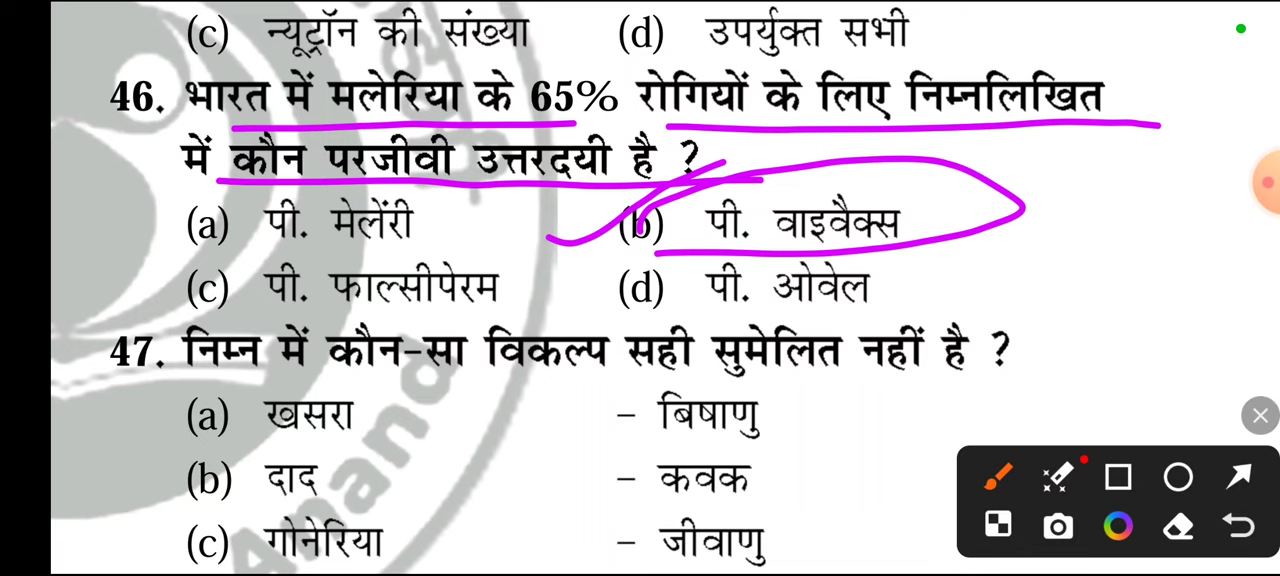 (c) न्यूट्रॉन की संख्या (d) उपर्युक्त सभी
46. भारत में मलेरिया के 65% रोगियों के लिए निम्नलिखित
में कौन परजीवी उत्तरदयी है ?
(a) पी. मेलेंरी (b) पी. वाइवैक्स
(c) पी. फाल्सीपेरम (d) पी. ओवेल
47. निम्न में कौन-सा विकल्प सही सुमेलित नहीं है ?
(a) खसरा – बिषाणु
(b) दाद – कवक
(c) गोनेरिया – जीवाणु
Anand